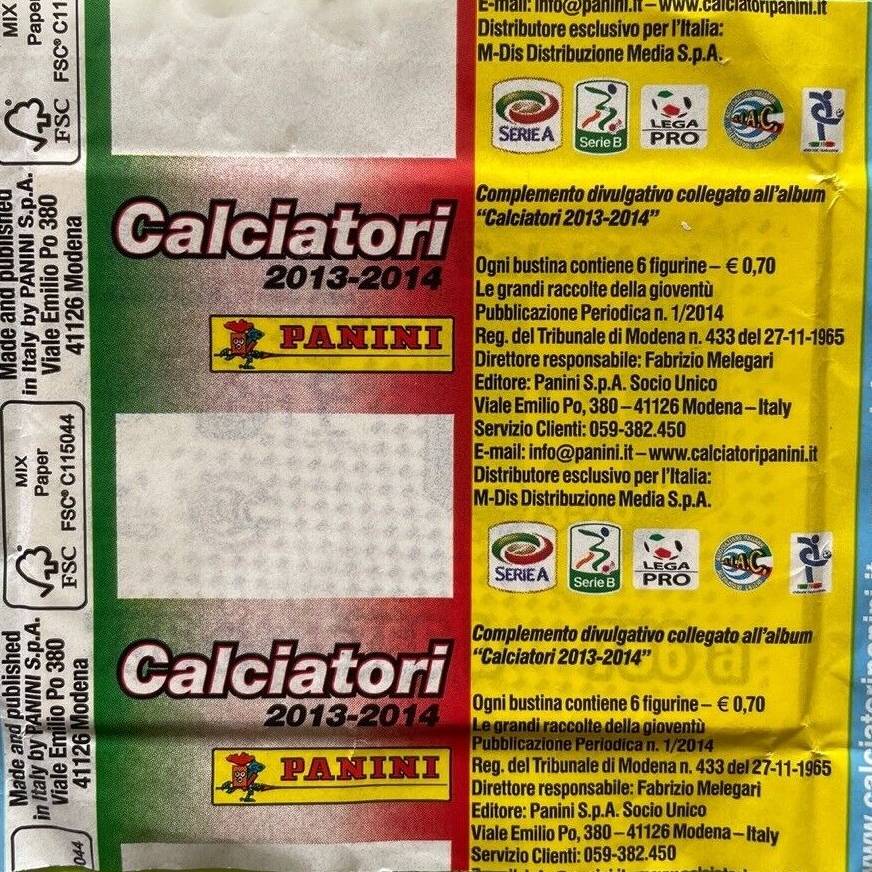 MIX
Paper
FSC® C11
FSC
Made and published
in Italy by PANINI S.p.A.
Viale Emilio Po 380
41126 Modena
MIX
Paper
FSC® C115044
FSC
Made and published
in Italy by PANINI S.p.A.
Viale Emilio Po 380
41126 Modena
044
Calciatori
2013-2014
PANINI
Calciatori
2013-2014
PANINI
E-mail: info@panini.it – www.calciatoripanini.it
Distributore esclusivo per l'Italia:
M-Dis Distribuzione Media S.p.A.
SERIE A
Serie B
LEGA
PRO
A.I.C.
Complemento divulgativo collegato all'album
"Calciatori 2013-2014"
Ogni bustina contiene 6 figurine – € 0,70
Le grandi raccolte della gioventù
Pubblicazione Periodica n. 1/2014
Reg. del Tribunale di Modena n. 433 del 27-11-1965
Direttore responsabile: Fabrizio Melegari
Editore: Panini S.p.A. Socio Unico
Viale Emilio Po, 380 – 41126 Modena – Italy
Servizio Clienti: 059-382.450
E-mail: info@panini.it – www.calciatoripanini.it
Distributore esclusivo per l'Italia:
M-Dis Distribuzione Media S.p.A.
SERIE A
Serie B
LEGA
PRO
A.I.C.
Complemento divulgativo collegato all'album
"Calciatori 2013-2014"
Ogni bustina contiene 6 figurine – € 0,70
Le grandi raccolte della gioventù
Pubblicazione Periodica n. 1/2014
Reg. del Tribunale di Modena n. 433 del 27-11-1965
Direttore responsabile: Fabrizio Melegari
Editore: Panini S.p.A. Socio Unico
Viale Emilio Po, 380 – 41126 Modena – Italy
Servizio Clienti: 059-382.450
www.calciatoripanini.it